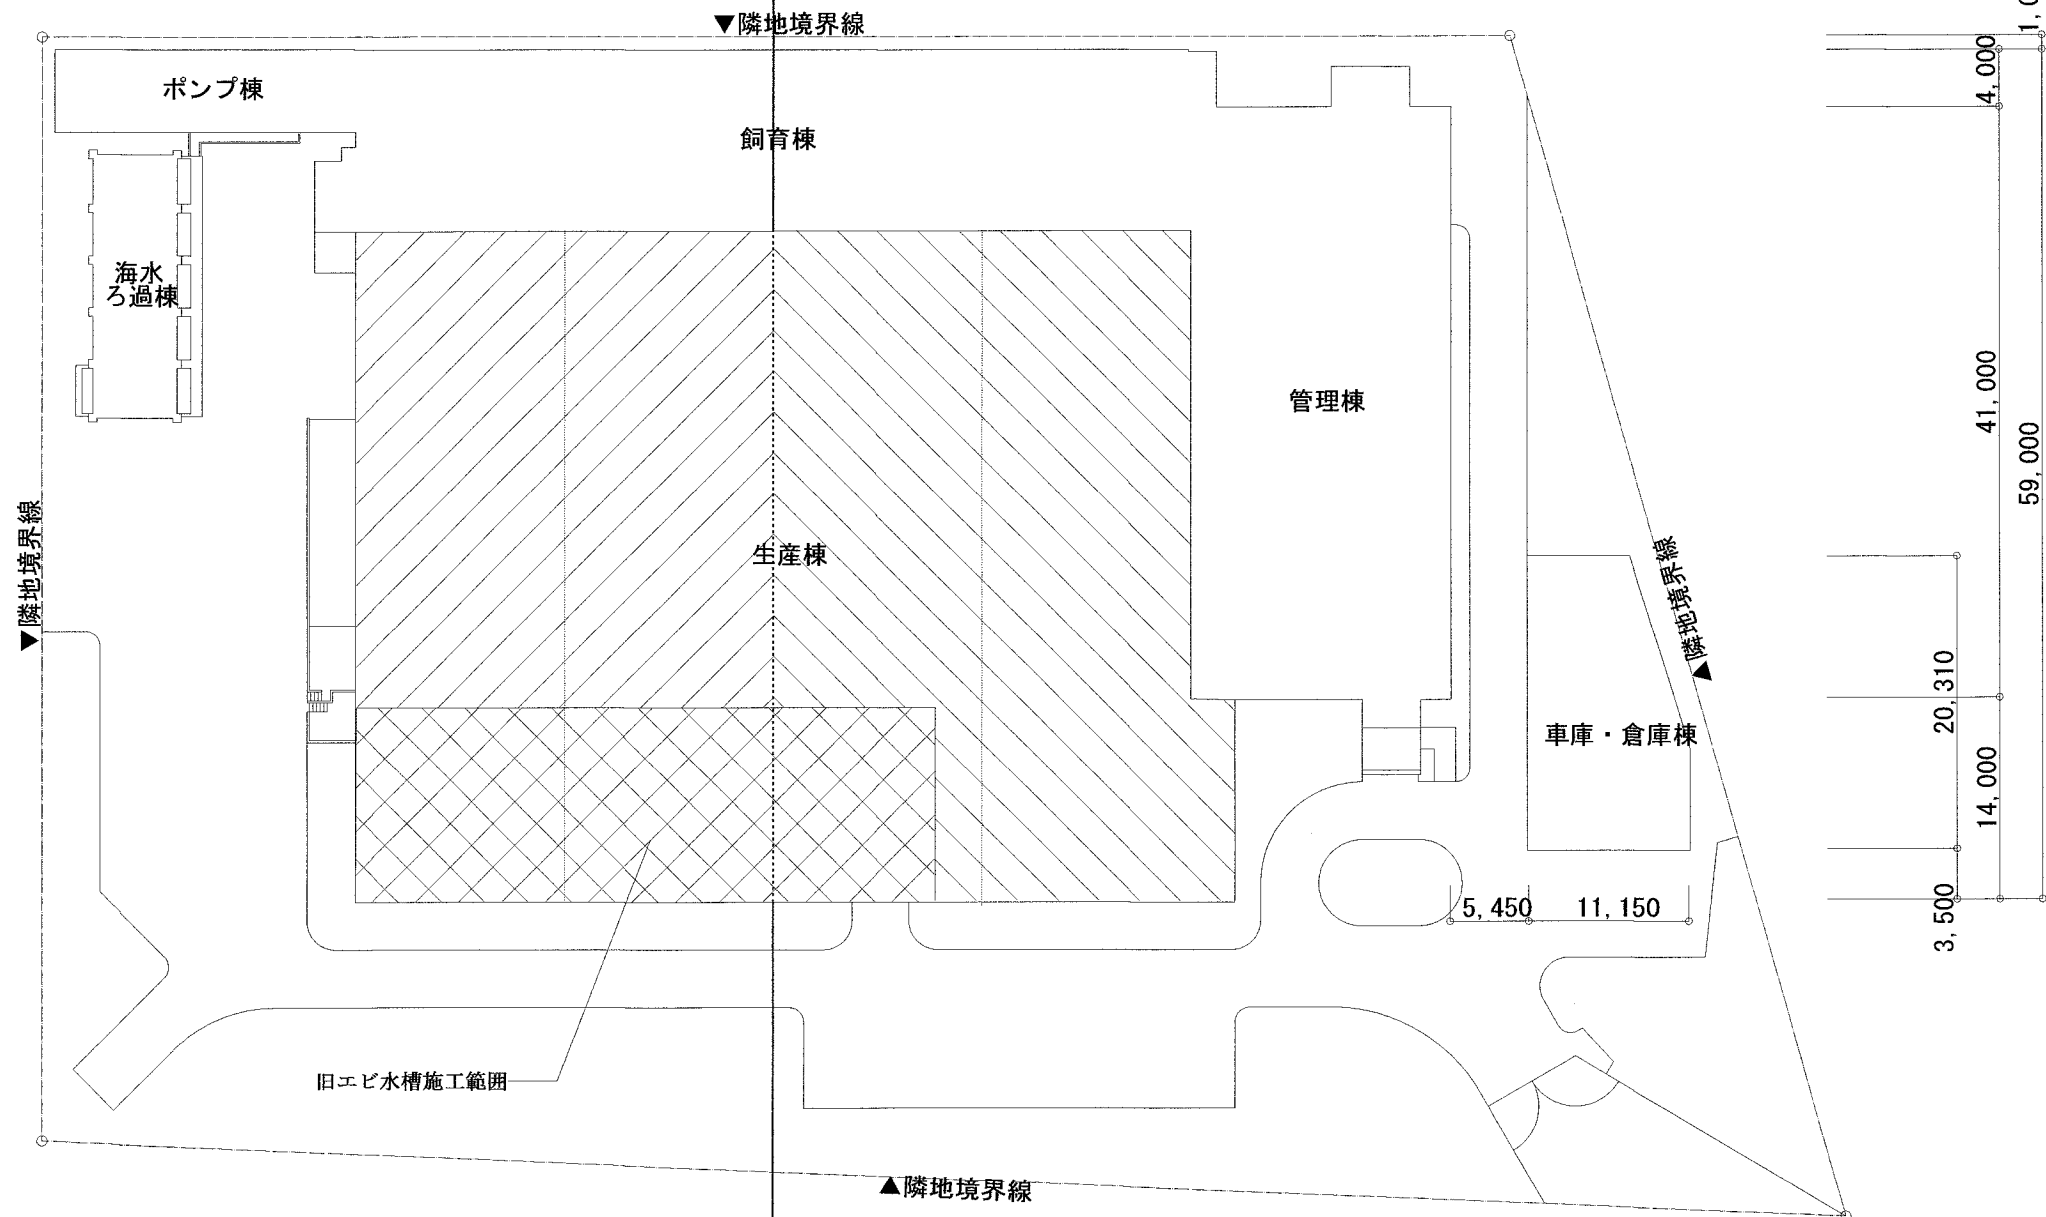 ▼隣地境界線
ポンプ棟
飼育棟
海水
ろ過棟
管理棟
生産棟
▼隣地境界線
▼隣地境界線
車庫・倉庫棟
旧エビ水槽施工範囲
▲隣地境界線
5,450
11,150
4,000
41,000
59,000
20,310
14,000
3,500